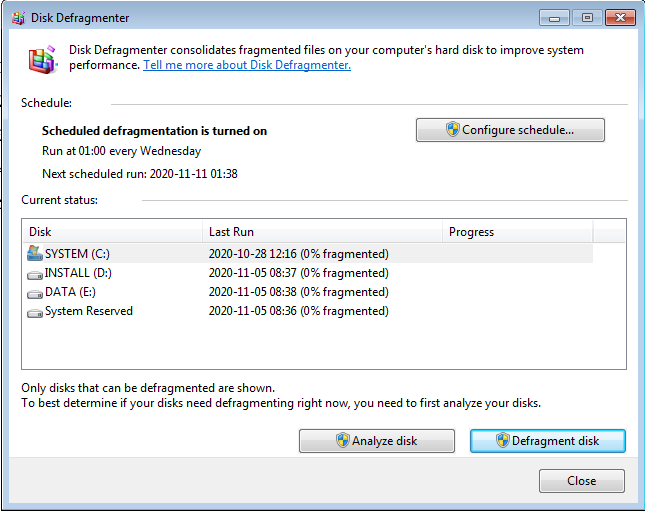 Disk Defragmenter
Disk Defragmenter consolidates fragmented files on your computer's hard disk to improve system
performance. Tell me more about Disk Defragmenter.
Schedule:
Scheduled defragmentation is turned on
Configure schedule...
Run at 01:00 every Wednesday
Next scheduled run: 2020-11-11 01:38
Current status:
Disk Last Run Progress
SYSTEM (C:) 2020-10-28 12:16 (0% fragmented)
INSTALL (D:) 2020-11-05 08:37 (0% fragmented)
DATA (E:) 2020-11-05 08:38 (0% fragmented)
System Reserved 2020-11-05 08:36 (0% fragmented)
Only disks that can be defragmented are shown.
To best determine if your disks need defragmenting right now, you need to first analyze your disks.
Analyze disk Defragment disk
Close